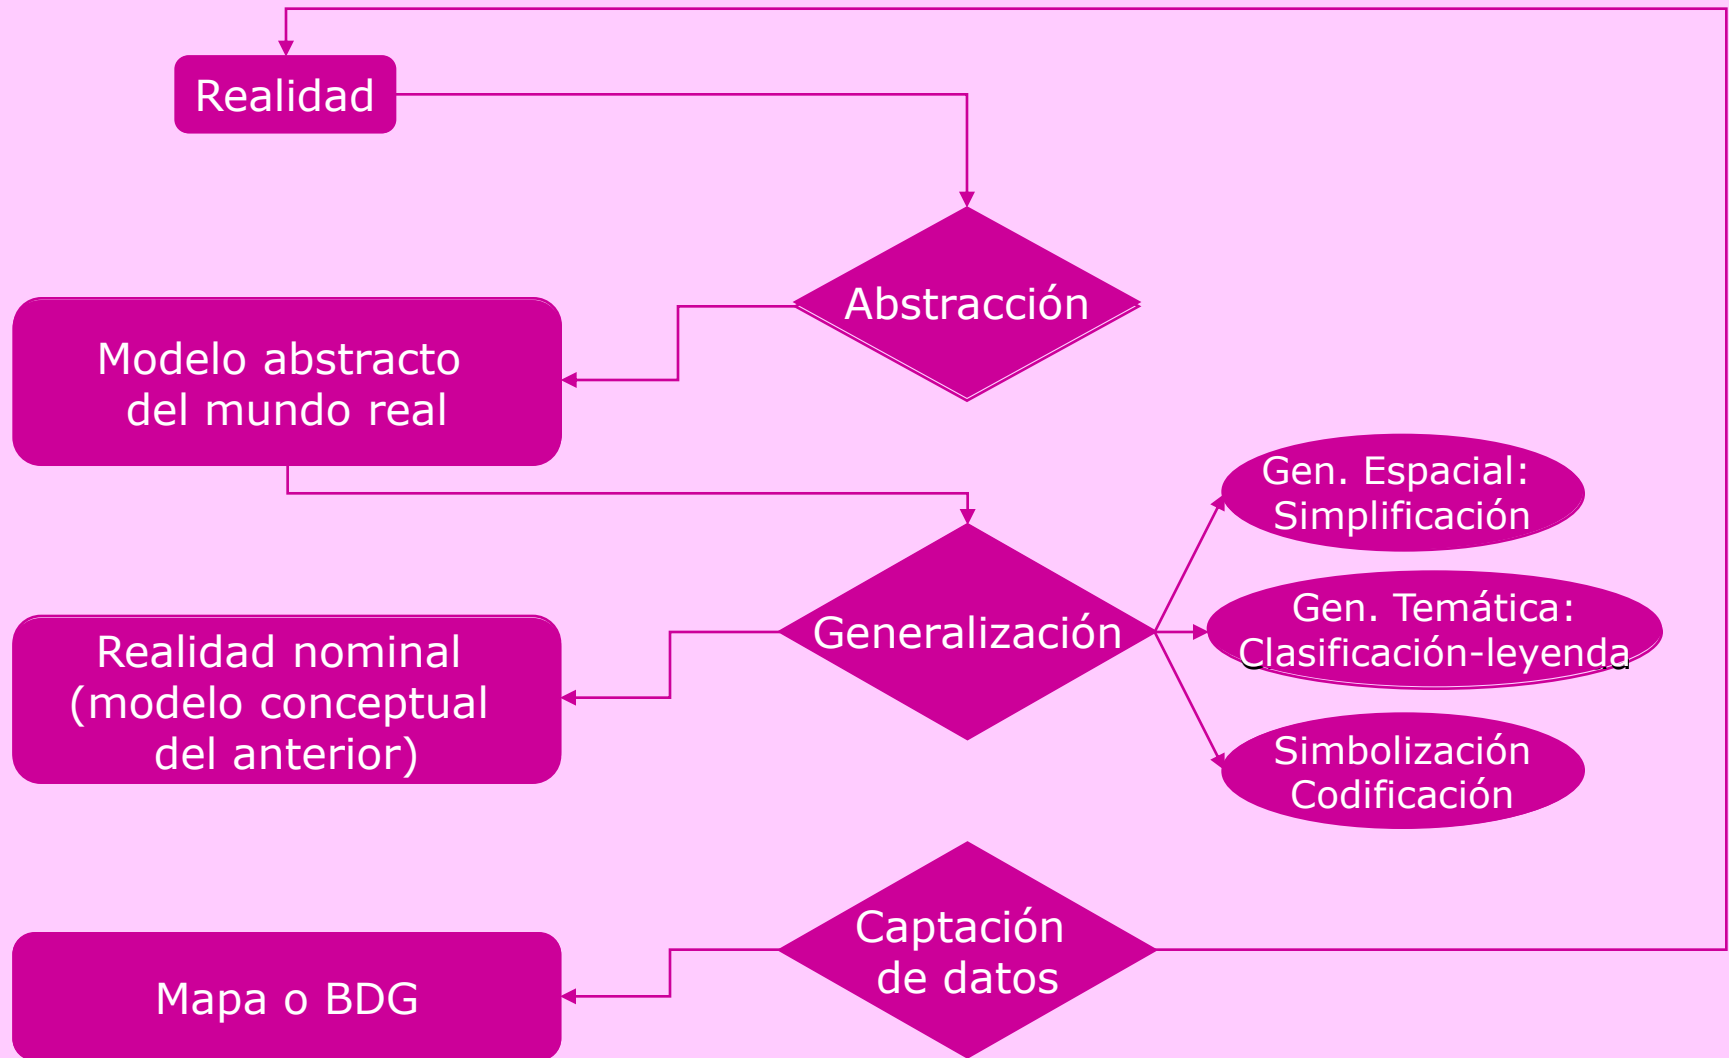 Realidad
Abstracción
Modelo abstracto
del mundo real
Gen. Espacial:
Simplificación
Generalización
Gen. Temática:
Clasificación-leyenda
Realidad nominal
(modelo conceptual
del anterior)
Simbolización
Codificación
Captación
de datos
Mapa o BDG